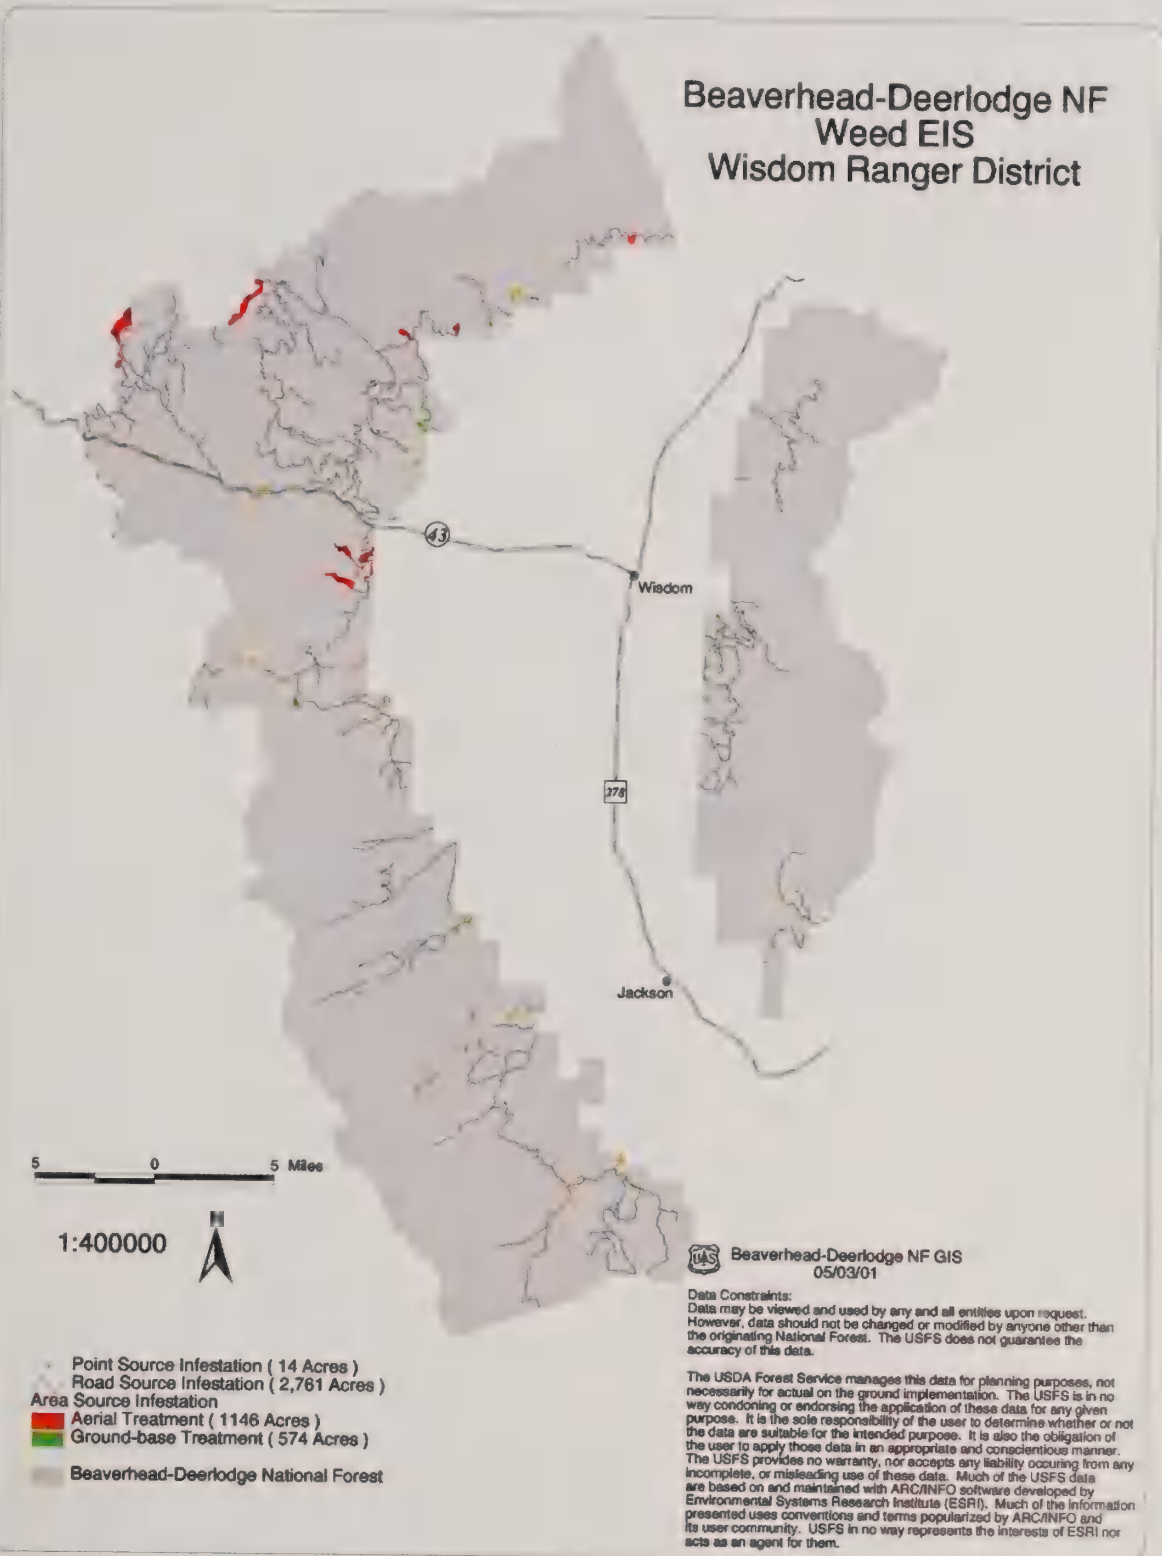 Beaverhead-Deerlodge NF
Weed EIS
Wisdom Ranger District
43
Wisdom
278
Jackson
5 0 5 Miles
N
1:400000
UAS
Beaverhead-Deerlodge NF GIS
05/03/01
Data Constraints:
Data may be viewed and used by any and all entities upon request.
However, data should not be changed or modified by anyone other than
the originating National Forest. The USFS does not guarantee the
accuracy of this data.
The USDA Forest Service manages this data for planning purposes, not
necessarily for actual on the ground implementation. The USFS is in no
way condoning or endorsing the application of these data for any given
purpose. It is the sole responsibility of the user to determine whether or not
the data are suitable for the intended purpose. It is also the obligation of
the user to apply those data in an appropriate and conscientious manner.
The USFS provides no warranty, nor accepts any liability occuring from any
incomplete, or misleading use of these data. Much of the USFS data
are based on and maintained with ARC/INFO software developed by
Environmental Systems Research Institute (ESRI). Much of the information
presented uses conventions and terms popularized by ARC/INFO and
its user community. USFS in no way represents the interests of ESRI nor
acts as an agent for them.
Point Source Infestation ( 14 Acres )
Road Source Infestation ( 2,761 Acres )
Area Source Infestation
Aerial Treatment ( 1146 Acres )
Ground-base Treatment ( 574 Acres )
Beaverhead-Deerlodge National Forest